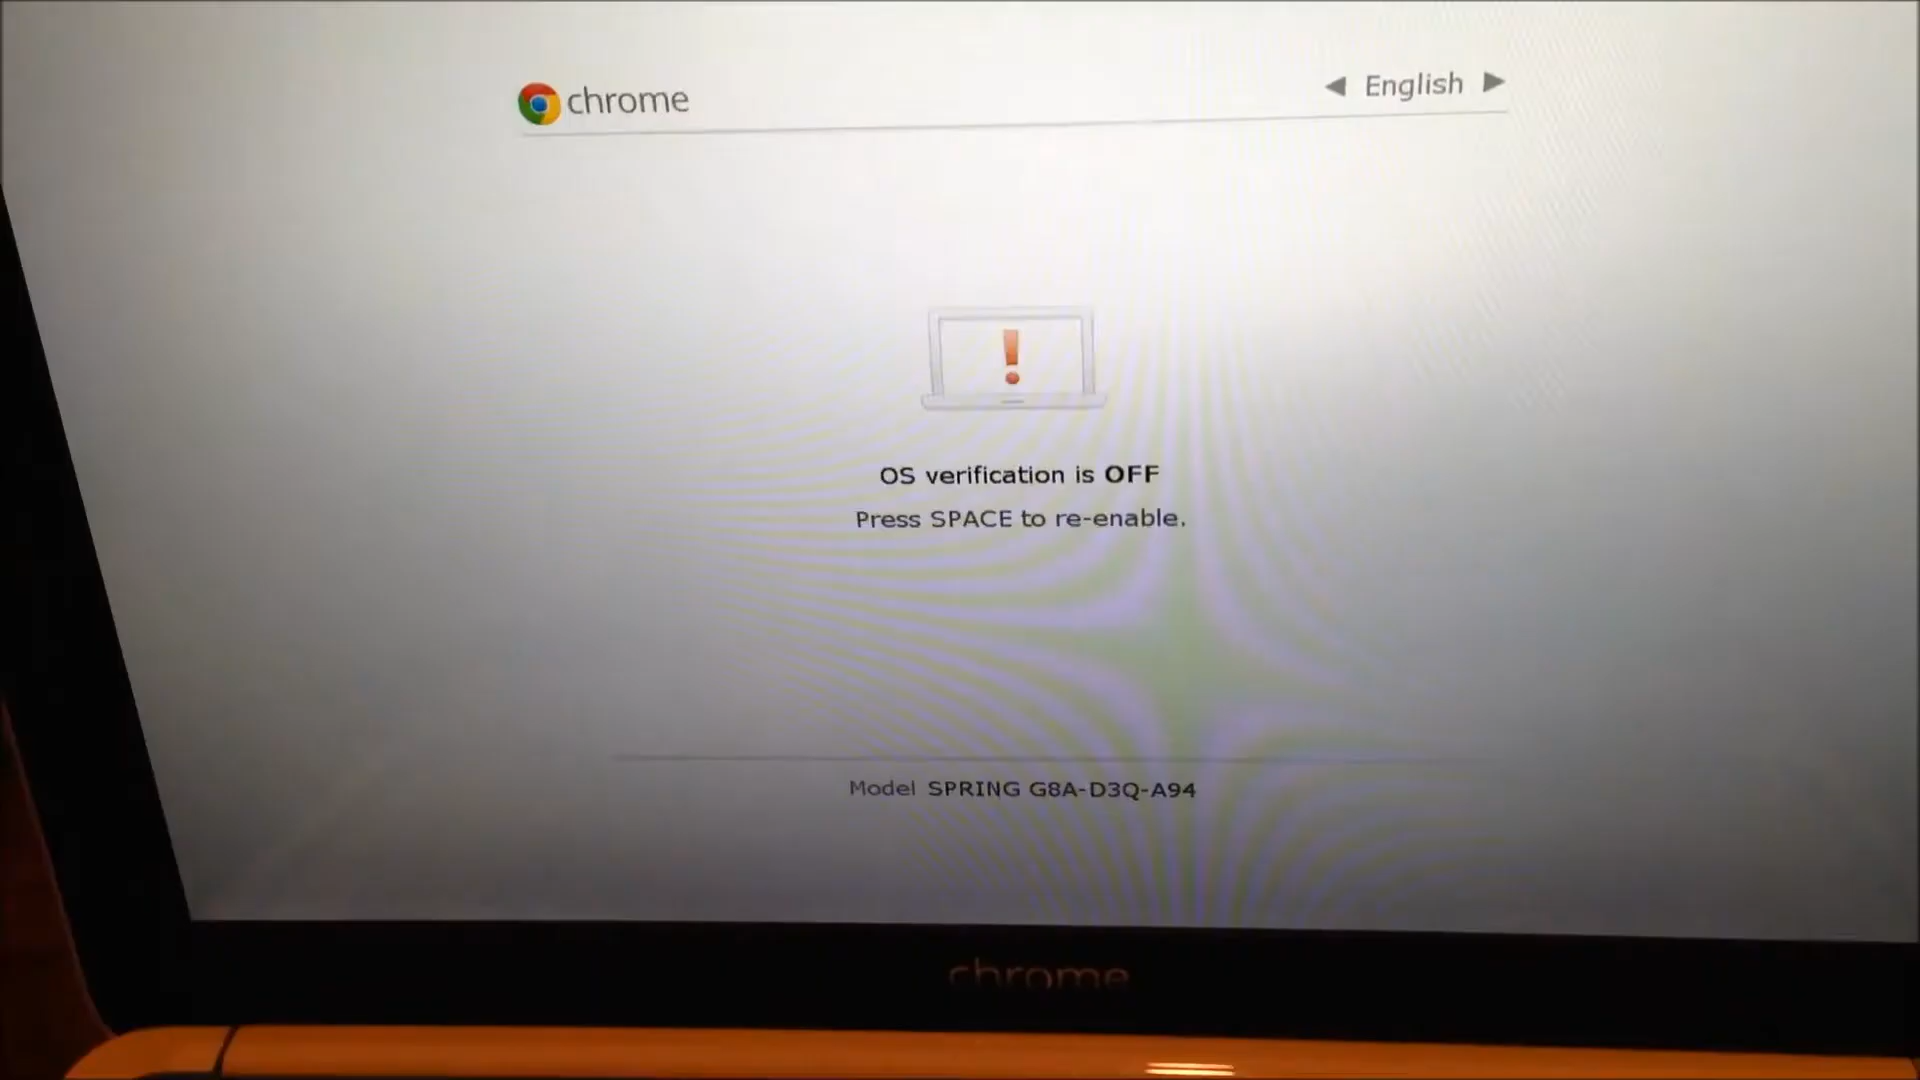 chrome
◀ English ▶
!
OS verification is OFF
Press SPACE to re-enable.
Model SPRING G8A-D3Q-A94
chrome